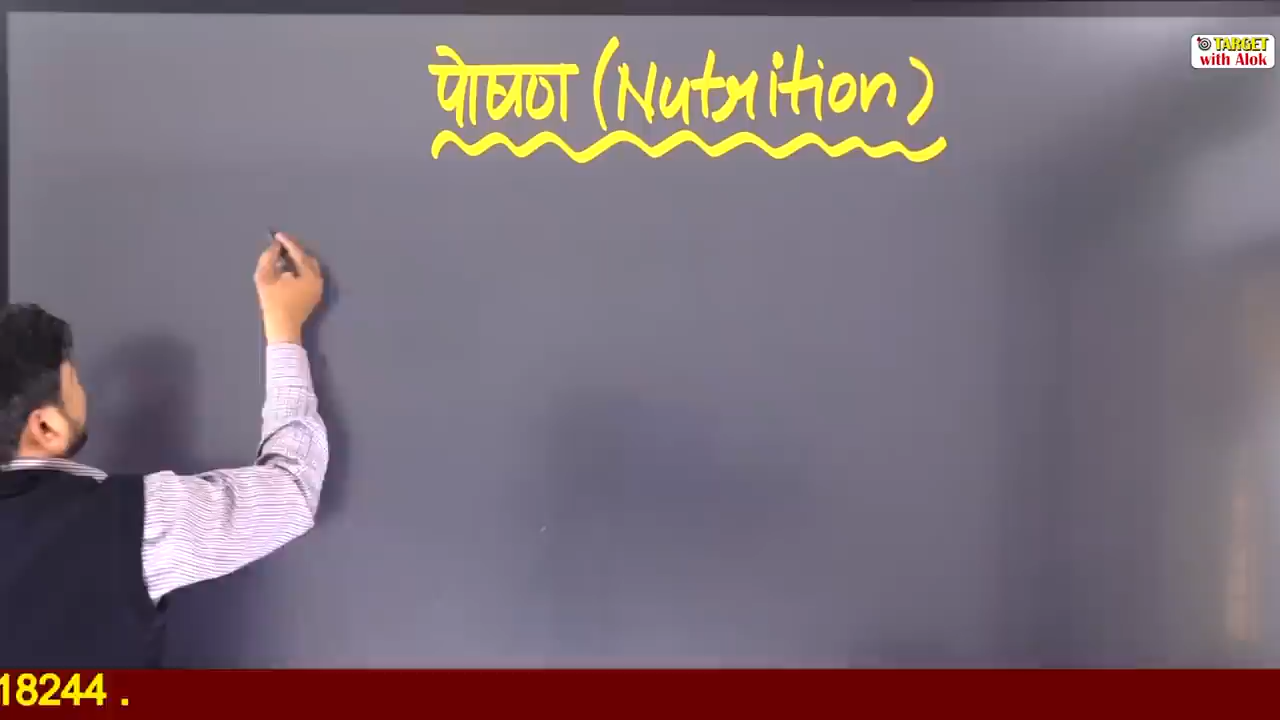 पोषण (Nutrition)
TARGET
with Alok
18244 .